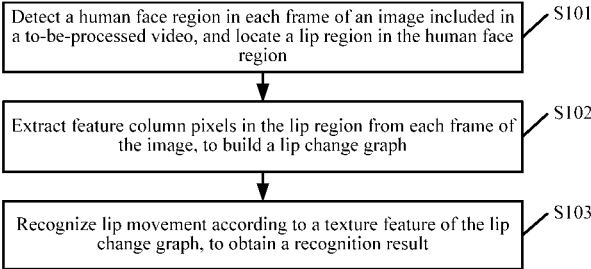 Detect a human face region in each frame of an image included in
a to-be-processed video, and locate a lip region in the human face
region
S101
Extract feature column pixels in the lip region from each frame of
the image, to build a lip change graph
S102
Recognize lip movement according to a texture feature of the lip
change graph, to obtain a recognition result
S103